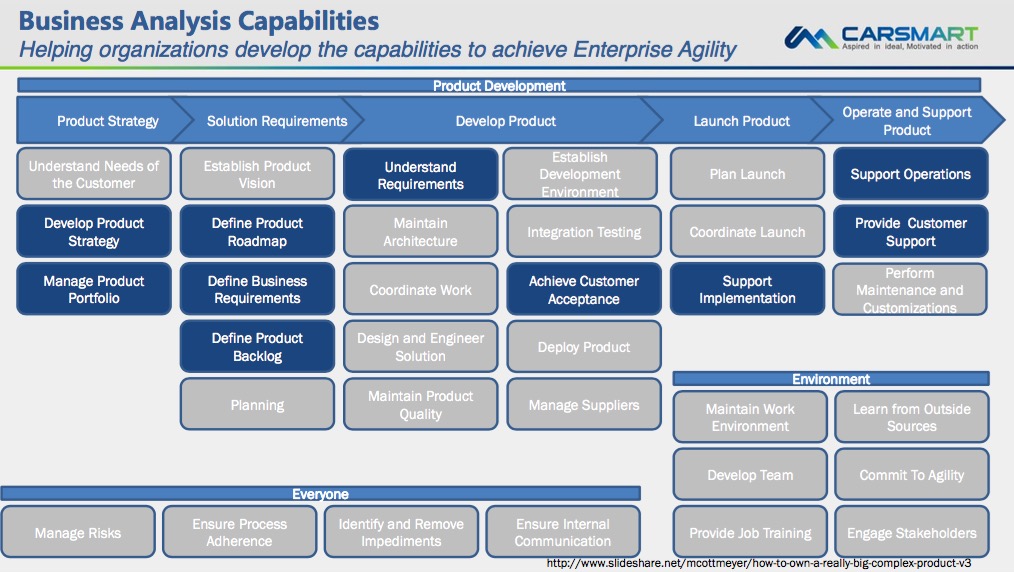 Business Analysis Capabilities
Helping organizations develop the capabilities to achieve Enterprise Agility
CARSMART
Aspired in ideal, Motivated in action
Product Development
Product Strategy
Solution Requirements
Develop Product
Launch Product
Operate and Support
Product
Understand Needs of
the Customer
Develop Product
Strategy
Manage Product
Portfolio
Establish Product
Vision
Define Product
Roadmap
Define Business
Requirements
Define Product
Backlog
Planning
Understand
Requirements
Maintain
Architecture
Coordinate Work
Design and Engineer
Solution
Maintain Product
Quality
Establish
Development
Environment
Integration Testing
Achieve Customer
Acceptance
Deploy Product
Manage Suppliers
Plan Launch
Coordinate Launch
Support
Implementation
Support Operations
Provide Customer
Support
Perform
Maintenance and
Customizations
Environment
Maintain Work
Environment
Learn from Outside
Sources
Develop Team
Commit To Agility
Provide Job Training
Engage Stakeholders
Everyone
Manage Risks
Ensure Process
Adherence
Identify and Remove
Impediments
Ensure Internal
Communication
http://www.slideshare.net/mcottmeyer/how-to-own-a-really-big-complex-product-v3